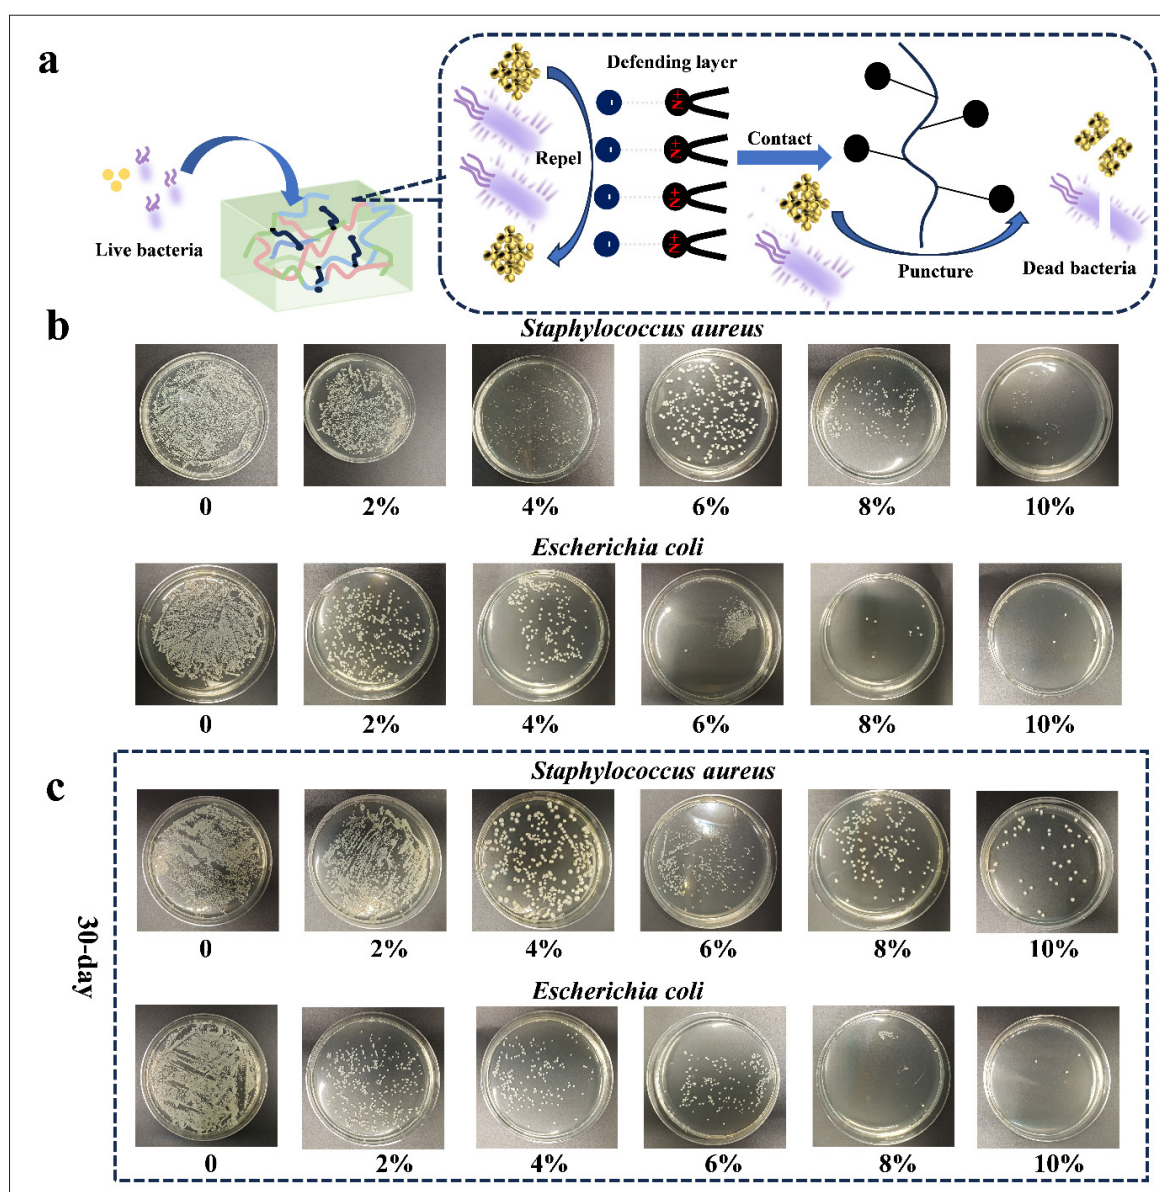 a
Defending layer
-
N+
-
N+
-
N+
-
N+
Repel
Contact
Live bacteria
Puncture
Dead bacteria
b
Staphylococcus aureus
0 2% 4% 6% 8% 10%
Escherichia coli
0 2% 4% 6% 8% 10%
c
30-day
Staphylococcus aureus
0 2% 4% 6% 8% 10%
Escherichia coli
0 2% 4% 6% 8% 10%